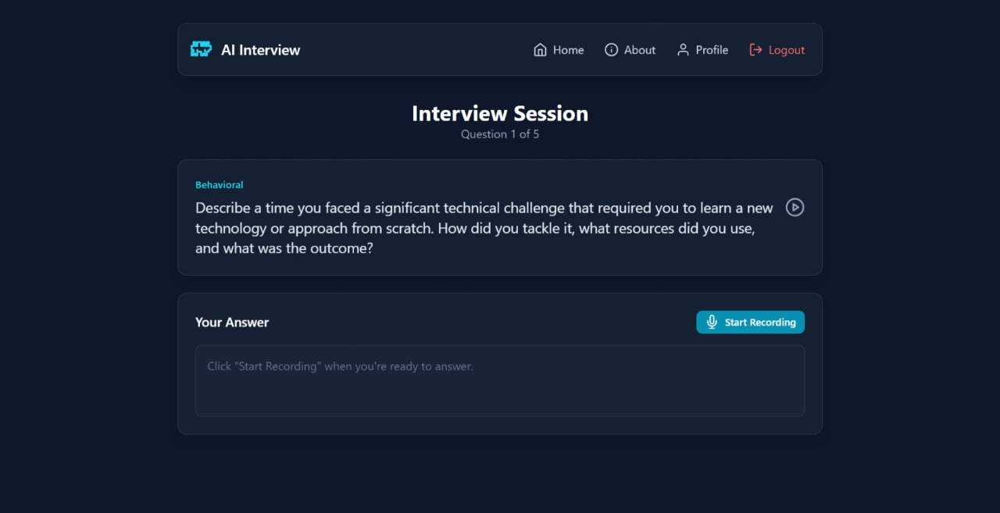 AI Interview
Home
About
Profile
Logout
Interview Session
Question 1 of 5
Behavioral
Describe a time you faced a significant technical challenge that required you to learn a new
technology or approach from scratch. How did you tackle it, what resources did you use,
and what was the outcome?
Your Answer
Start Recording
Click "Start Recording" when you're ready to answer.